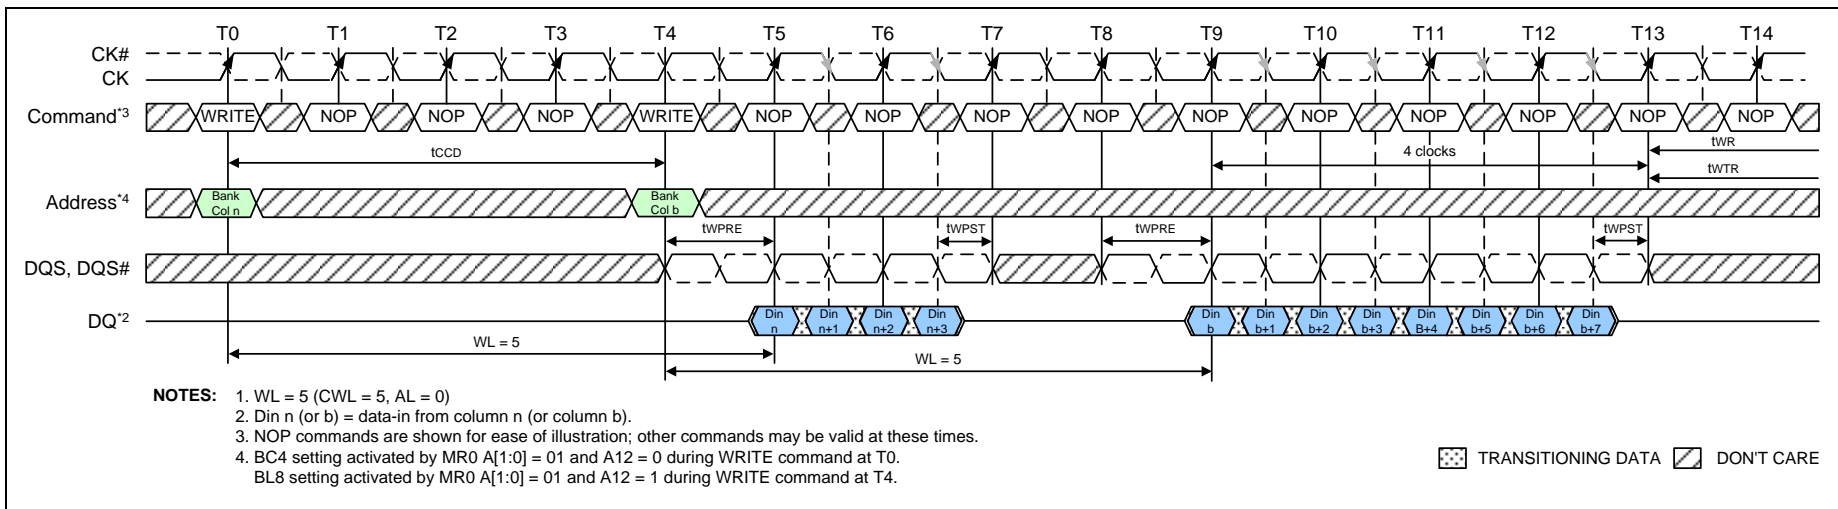 T0 T1 T2 T3 T4 T5 T6 T7 T8 T9 T10 T11 T12 T13 T14
CK#
CK
Command*3 WRITE NOP NOP NOP WRITE NOP NOP NOP NOP NOP NOP NOP NOP NOP NOP
tCCD 4 clocks tWR
tWTR
Address*4 Bank Col n Bank Col b
tWPRE tWPST tWPRE tWPST
DQS, DQS#
DQ*2 Din n Din n+1 Din n+2 Din n+3 Din b Din b+1 Din b+2 Din b+3 Din B+4 Din b+5 Din b+6 Din b+7
WL = 5
WL = 5
NOTES: 1. WL = 5 (CWL = 5, AL = 0)
2. Din n (or b) = data-in from column n (or column b).
3. NOP commands are shown for ease of illustration; other commands may be valid at these times.
4. BC4 setting activated by MR0 A[1:0] = 01 and A12 = 0 during WRITE command at T0.
BL8 setting activated by MR0 A[1:0] = 01 and A12 = 1 during WRITE command at T4.
TRANSITIONING DATA DON'T CARE